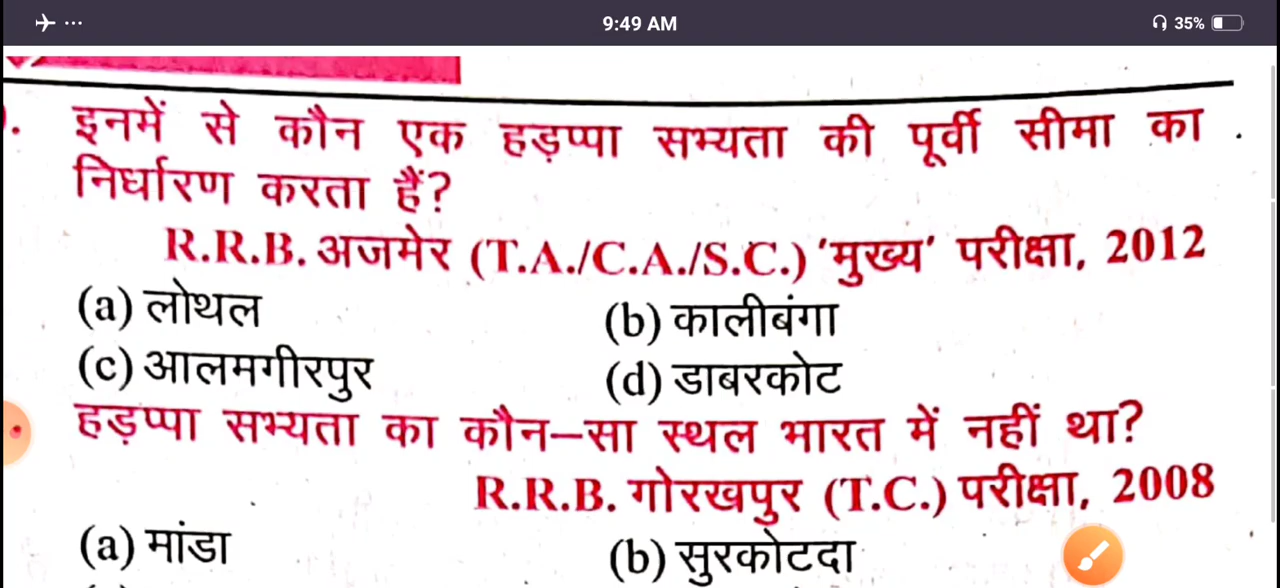 9:49 AM
35%
. इनमें से कौन एक हड़प्पा सभ्यता की पूर्वी सीमा का
निर्धारण करता हैं?
R.R.B. अजमेर (T.A./C.A./S.C.) 'मुख्य' परीक्षा, 2012
(a) लोथल (b) कालीबंगा
(c) आलमगीरपुर (d) डाबरकोट
हड़प्पा सभ्यता का कौन–सा स्थल भारत में नहीं था?
R.R.B. गोरखपुर (T.C.) परीक्षा, 2008
(a) मांडा (b) सुरकोटदा